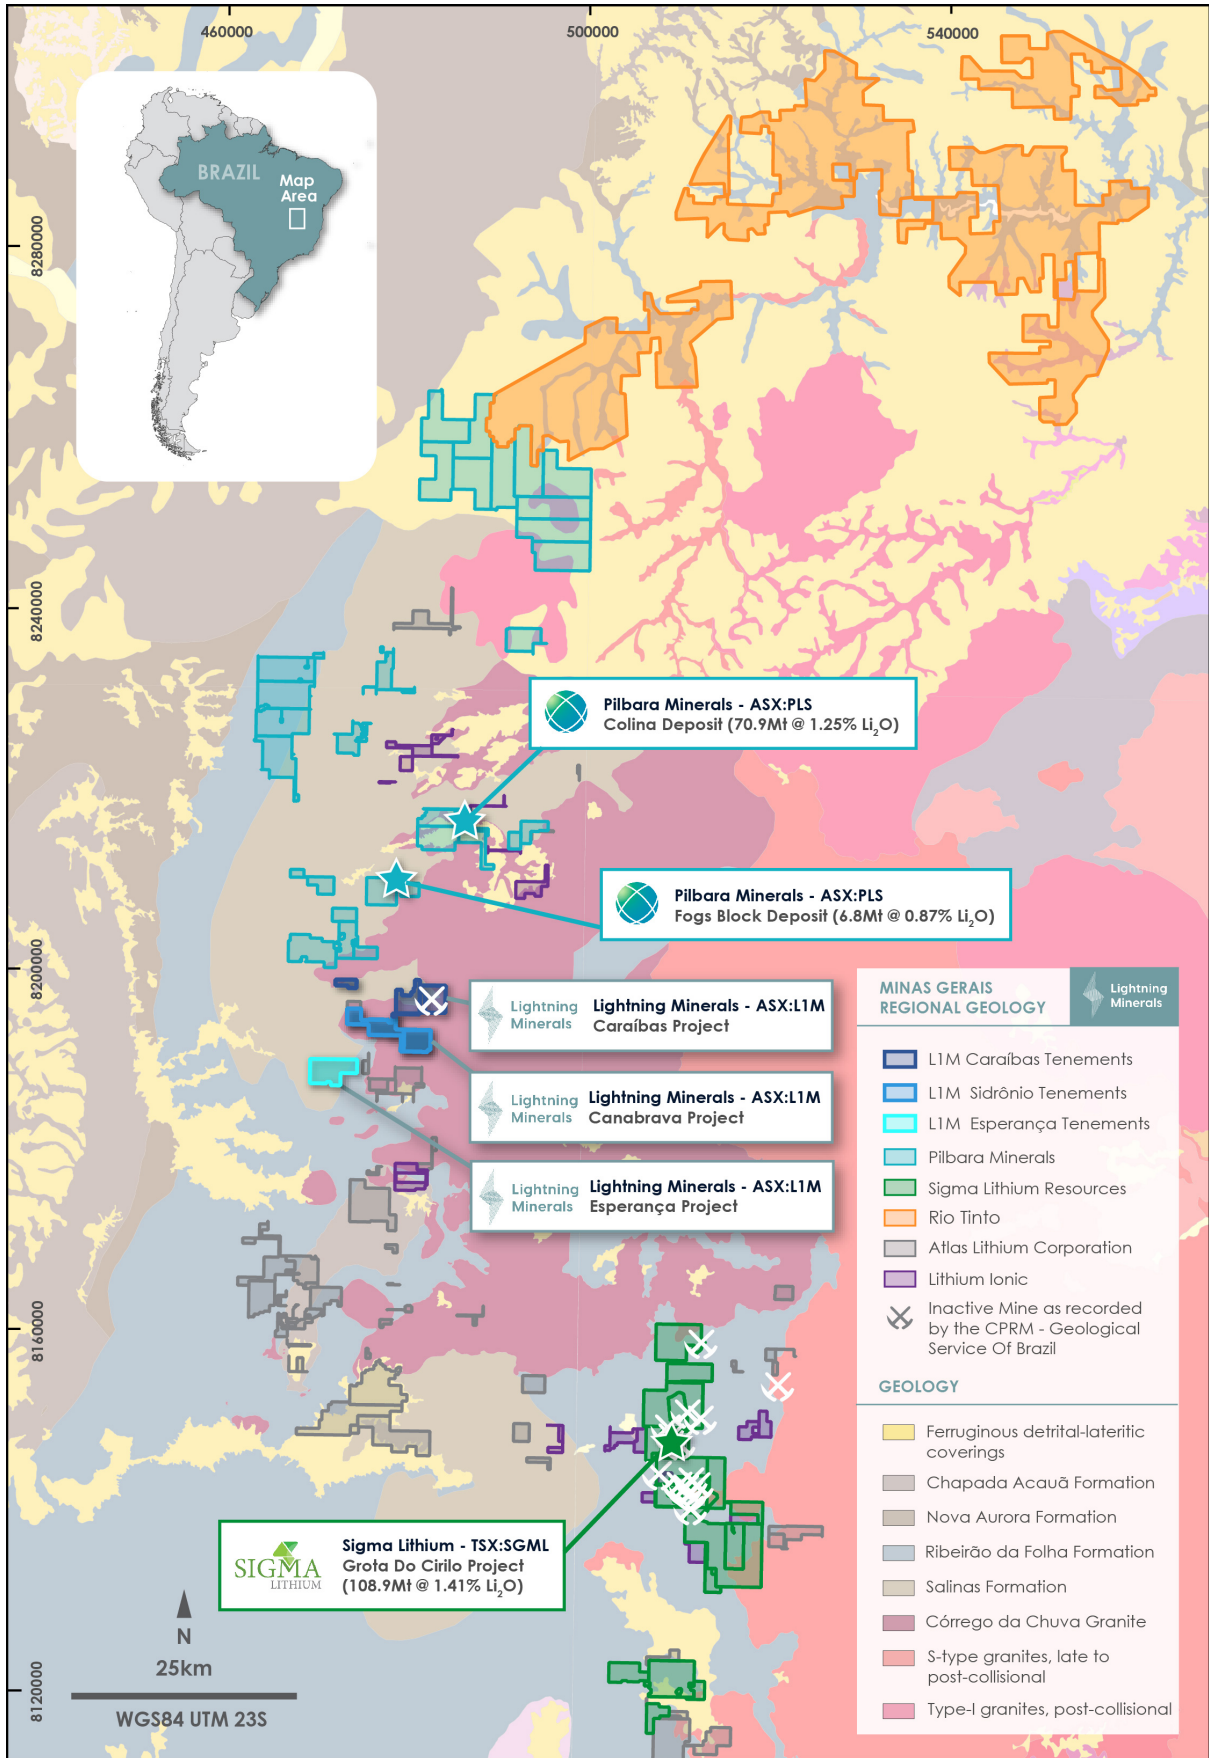 460000
500000
540000
BRAZIL
Map
Area
8280000
8240000
8200000
8160000
8120000
Pilbara Minerals - ASX:PLS
Colina Deposit (70.9Mt @ 1.25% Li₂O)
Pilbara Minerals - ASX:PLS
Fogs Block Deposit (6.8Mt @ 0.87% Li₂O)
Lightning
Minerals
Lightning Minerals - ASX:L1M
Caraíbas Project
Lightning
Minerals
Lightning Minerals - ASX:L1M
Canabrava Project
Lightning
Minerals
Lightning Minerals - ASX:L1M
Esperança Project
SIGMA
LITHIUM
Sigma Lithium - TSX:SGML
Grota Do Cirilo Project
(108.9Mt @ 1.41% Li₂O)
N
25km
WGS84 UTM 23S
MINAS GERAIS
REGIONAL GEOLOGY
Lightning
Minerals
L1M Caraíbas Tenements
L1M Sidrônio Tenements
L1M Esperança Tenements
Pilbara Minerals
Sigma Lithium Resources
Rio Tinto
Atlas Lithium Corporation
Lithium Ionic
Inactive Mine as recorded
by the CPRM - Geological
Service Of Brazil
GEOLOGY
Ferruginous detrital-lateritic
coverings
Chapada Acauã Formation
Nova Aurora Formation
Ribeirão da Folha Formation
Salinas Formation
Córrego da Chuva Granite
S-type granites, late to
post-collisional
Type-I granites, post-collisional